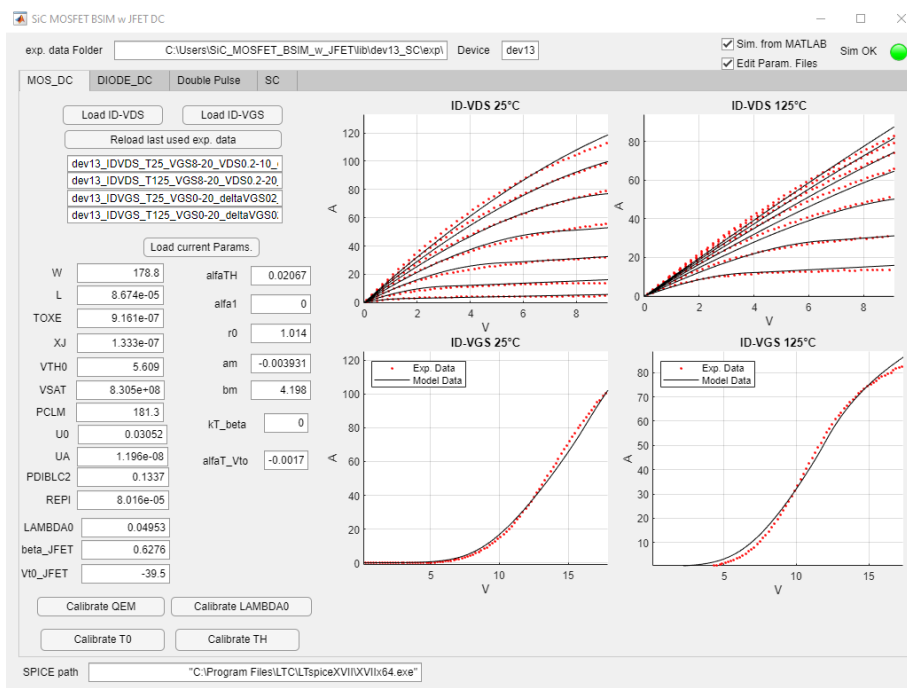 SiC MOSFET BSIM w JFET DC
exp. data Folder C:\Users\SiC_MOSFET_BSIM_w_JFET\lib\dev13_SC\exp\ Device dev13
Sim. from MATLAB
Edit Param. Files
Sim OK
MOS_DC DIODE_DC Double Pulse SC
Load ID-VDS Load ID-VGS
Reload last used exp. data
dev13_IDVDS_T25_VGS8-20_VDS0.2-10_
dev13_IDVDS_T125_VGS8-20_VDS0.2-20_
dev13_IDVGS_T25_VGS0-20_deltaVGS02_
dev13_IDVGS_T125_VGS0-20_deltaVGS0
Load current Params.
W 178.8
L 8.674e-05
TOXE 9.161e-07
XJ 1.333e-07
VTH0 5.609
VSAT 8.305e+08
PCLM 181.3
U0 0.03052
UA 1.196e-08
PDIBLC2 0.1337
REPI 8.016e-05
LAMBDA0 0.04953
beta_JFET 0.6276
Vt0_JFET -39.5
alfaTH 0.02067
alfa1 0
r0 1.014
am -0.003931
bm 4.198
kT_beta 0
alfaT_Vto -0.0017
Calibrate QEM Calibrate LAMBDA0
Calibrate T0 Calibrate TH
ID-VDS 25°C
120
100
80
60
40
20
0
A
0 2 4 6 8
V
ID-VDS 125°C
80
60
40
20
0
A
0 2 4 6 8
V
ID-VGS 25°C
120
100
80
60
40
20
0
A
Exp. Data
Model Data
5 10 15
V
ID-VGS 125°C
80
70
60
50
40
30
20
10
A
Exp. Data
Model Data
5 10 15
V
SPICE path "C:\Program Files\LTC\LTspiceXVII\XVIIx64.exe"